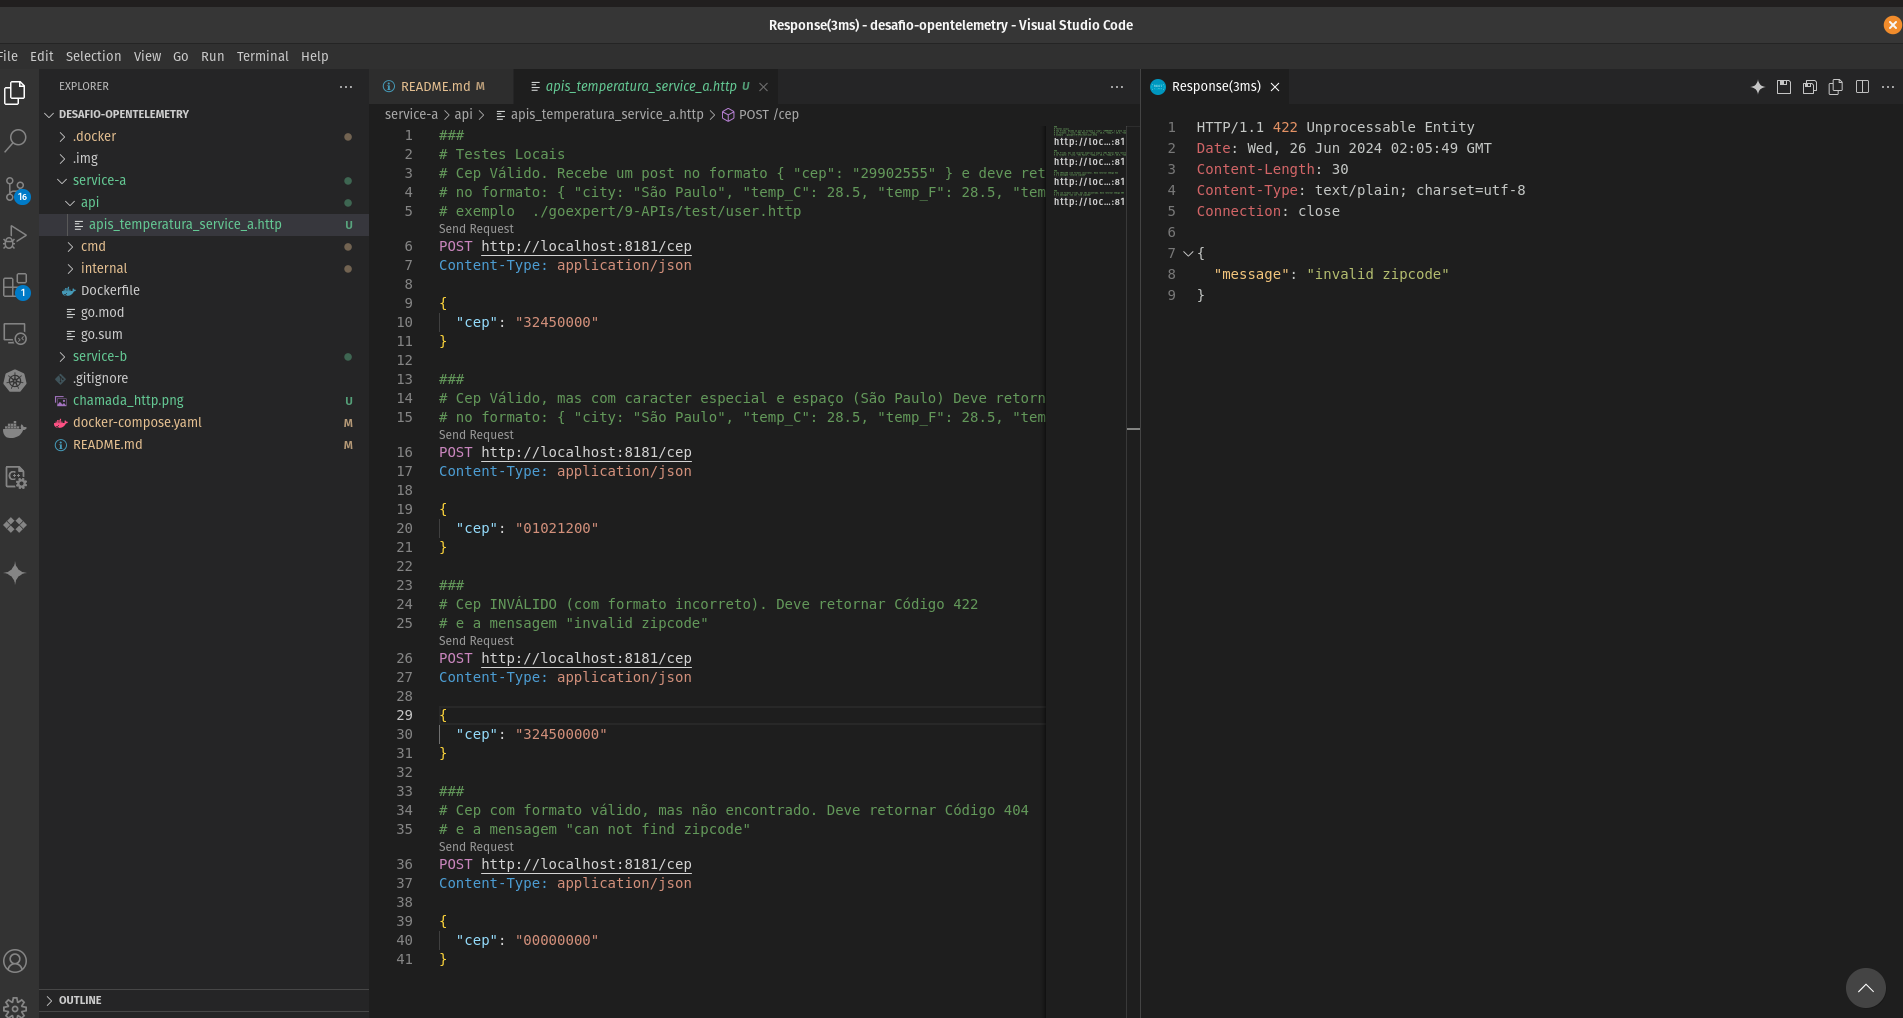 Response(3ms) - desafio-opentelemetry - Visual Studio Code
File Edit Selection View Go Run Terminal Help
EXPLORER
DESAFIO-OPENTELEMETRY
.docker
.img
service-a
api
apis_temperatura_service_a.http U
cmd
internal
Dockerfile
go.mod
go.sum
service-b
.gitignore
chamada_http.png U
docker-compose.yaml M
README.md M
OUTLINE
16
1
README.md M
apis_temperatura_service_a.http U
service-a > api > apis_temperatura_service_a.http > POST /cep
1 ###
2 # Testes Locais
3 # Cep Válido. Recebe um post no formato { "cep": "29902555" } e deve ret
4 # no formato: { "city: "São Paulo", "temp_C": 28.5, "temp_F": 28.5, "tem
5 # exemplo ./goexpert/9-APIs/test/user.http
Send Request
6 POST http://localhost:8181/cep
7 Content-Type: application/json
8
9 {
10 "cep": "32450000"
11 }
12
13 ###
14 # Cep Válido, mas com caracter especial e espaço (São Paulo) Deve retorn
15 # no formato: { "city: "São Paulo", "temp_C": 28.5, "temp_F": 28.5, "tem
Send Request
16 POST http://localhost:8181/cep
17 Content-Type: application/json
18
19 {
20 "cep": "01021200"
21 }
22
23 ###
24 # Cep INVÁLIDO (com formato incorreto). Deve retornar Código 422
25 # e a mensagem "invalid zipcode"
Send Request
26 POST http://localhost:8181/cep
27 Content-Type: application/json
28
29 {
30 "cep": "324500000"
31 }
32
33 ###
34 # Cep com formato válido, mas não encontrado. Deve retornar Código 404
35 # e a mensagem "can not find zipcode"
Send Request
36 POST http://localhost:8181/cep
37 Content-Type: application/json
38
39 {
40 "cep": "00000000"
41 }
http://loc...:81
http://loc...:81
http://loc...:81
http://loc...:81
Response(3ms)
1 HTTP/1.1 422 Unprocessable Entity
2 Date: Wed, 26 Jun 2024 02:05:49 GMT
3 Content-Length: 30
4 Content-Type: text/plain; charset=utf-8
5 Connection: close
6
7 {
8 "message": "invalid zipcode"
9 }